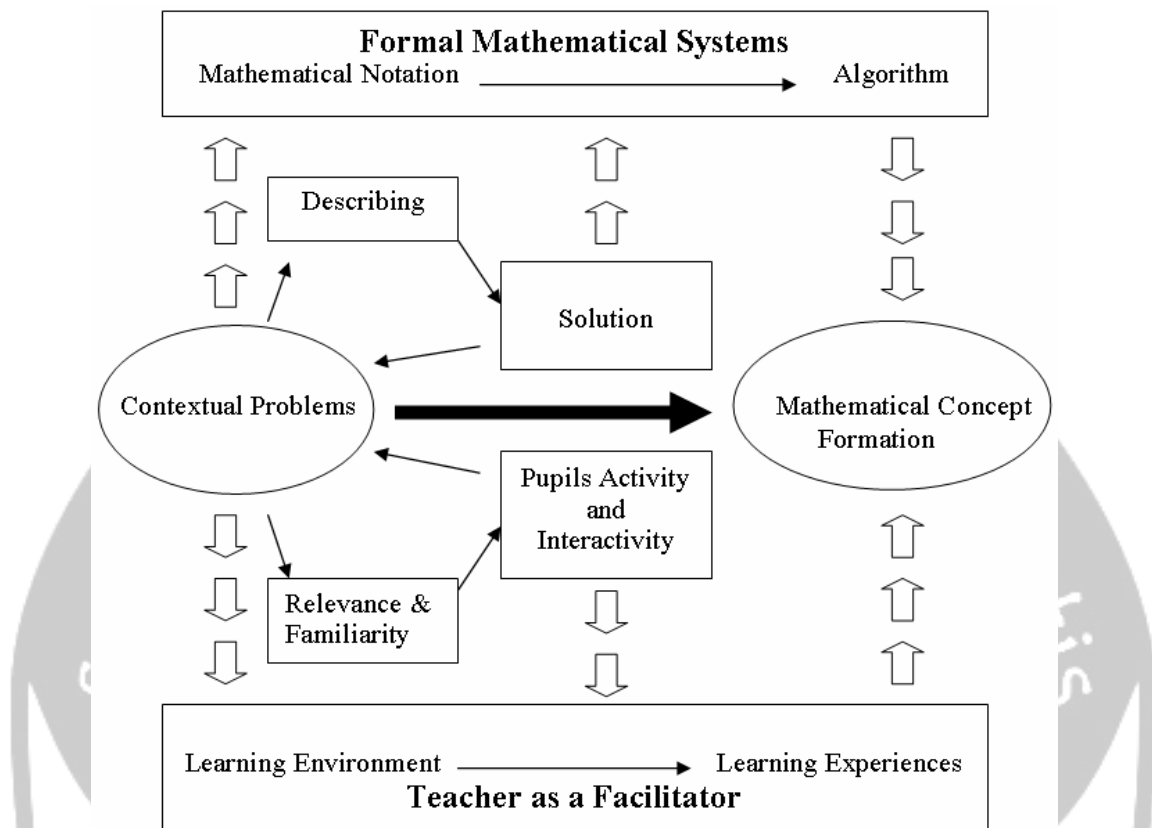 Formal Mathematical Systems
Mathematical Notation
Algorithm
Describing
Solution
Contextual Problems
Mathematical Concept
Formation
Pupils Activity
and
Interactivity
Relevance &
Familiarity
Learning Environment
Learning Experiences
Teacher as a Facilitator